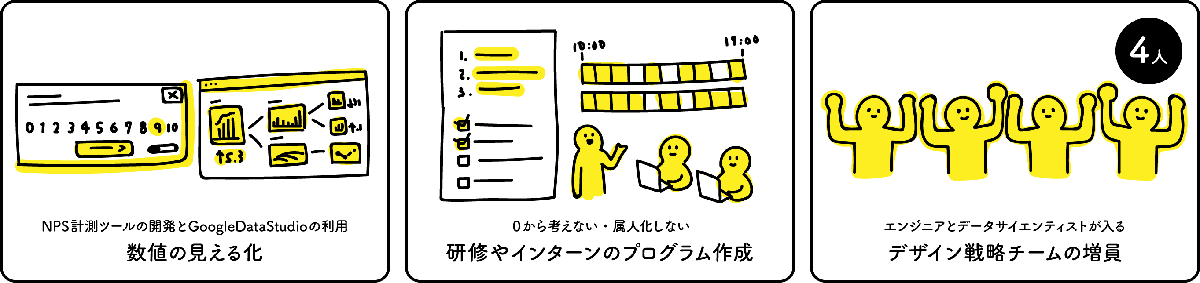 0 1 2 3 4 5 6 7 8 9 10
↑5.3
NPS計測ツールの開発とGoogleDataStudioの利用
数値の見える化
1.
2.
3.
10:00
19:00
0から考えない・属人化しない
研修やインターンのプログラム作成
4人
エンジニアとデータサイエンティストが入る
デザイン戦略チームの増員